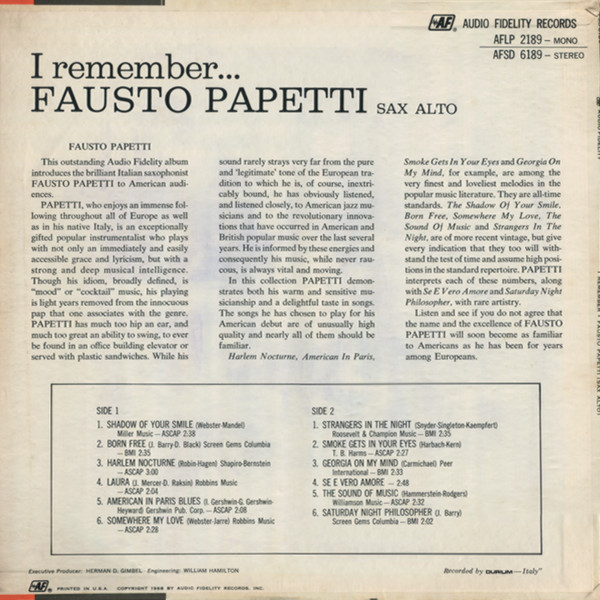 AF® AUDIO FIDELITY RECORDS
AFLP 2189 – MONO
AFSD 6189 – STEREO
I remember...
FAUSTO PAPETTI SAX ALTO
FAUSTO PAPETTI
This outstanding Audio Fidelity album
introduces the brilliant Italian saxophonist
FAUSTO PAPETTI to American audi-
ences.
PAPETTI, who enjoys an immense fol-
lowing throughout all of Europe as well
as in his native Italy, is an exceptionally
gifted popular instrumentalist who plays
with not only an immediately and easily
accessible grace and lyricism, but with a
strong and deep musical intelligence.
Though his idiom, broadly defined, is
"mood" or "cocktail" music, his playing
is light years removed from the innocuous
pap that one associates with the genre.
PAPETTI has much too hip an ear, and
much too great an ability to swing, to ever
be found in an office building elevator or
served with plastic sandwiches. While his
sound rarely strays very far from the pure
and 'legitimate' tone of the European tra-
dition to which he is, of course, inextri-
cably bound, he has obviously listened,
and listened closely, to American jazz mu-
sicians and to the revolutionary innova-
tions that have occurred in American and
British popular music over the last several
years. He is informed by these energies and
consequently his music, while never rau-
cous, is always vital and moving.
In this collection PAPETTI demon-
strates both his warm and sensitive mu-
sicianship and a delightful taste in songs.
The songs he has chosen to play for his
American debut are of unusually high
quality and nearly all of them should be
familiar.
Harlem Nocturne, American In Paris,
Smoke Gets In Your Eyes and Georgia On
My Mind, for example, are among the
very finest and loveliest melodies in the
popular music literature. They are all-time
standards. The Shadow Of Your Smile,
Born Free, Somewhere My Love, The
Sound Of Music and Strangers In The
Night, are of more recent vintage, but give
every indication that they too will with-
stand the test of time and assume high posi-
tions in the standard repertoire. PAPETTI
interprets each of these numbers, along
with Se E Vero Amore and Saturday Night
Philosopher, with rare artistry.
Listen and see if you do not agree that
the name and the excellence of FAUSTO
PAPETTI will soon become as familiar
to Americans as he has been for years
among Europeans.
SIDE 1
1. SHADOW OF YOUR SMILE (Webster-Mandel)
Miller Music – ASCAP 2:38
2. BORN FREE (J. Barry-D. Black) Screen Gems Columbia
– BMI 2:35
3. HARLEM NOCTURNE (Robin-Hagen) Shapiro-Bernstein
– ASCAP 3:00
4. LAURA (J. Mercer-D. Raksin) Robbins Music
– ASCAP 2:04
5. AMERICAN IN PARIS BLUES (I. Gershwin-G. Gershwin-
Heyward) Gershwin Pub. Corp. – ASCAP 2:08
6. SOMEWHERE MY LOVE (Webster-Jarre) Robbins Music
– ASCAP 2:28
SIDE 2
1. STRANGERS IN THE NIGHT (Snyder-Singleton-Kaempfert)
Roosevelt & Champion Music – BMI 2:35
2. SMOKE GETS IN YOUR EYES (Harbach-Kern)
T. B. Harms – ASCAP 2:27
3. GEORGIA ON MY MIND (Carmichael) Peer
International – BMI 2:33
4. SE E VERO AMORE – 2:48
5. THE SOUND OF MUSIC (Hammerstein-Rodgers)
Williamson Music – ASCAP 2:32
6. SATURDAY NIGHT PHILOSOPHER (J. Barry)
Screen Gems Columbia – BMI 2:02
Executive Producer: HERMAN D. GIMBEL Engineering: WILLIAM HAMILTON
Recorded by DURIUM – Italy"
AF® PRINTED IN U.S.A. COPYRIGHT 1968 BY AUDIO FIDELITY RECORDS, INC.